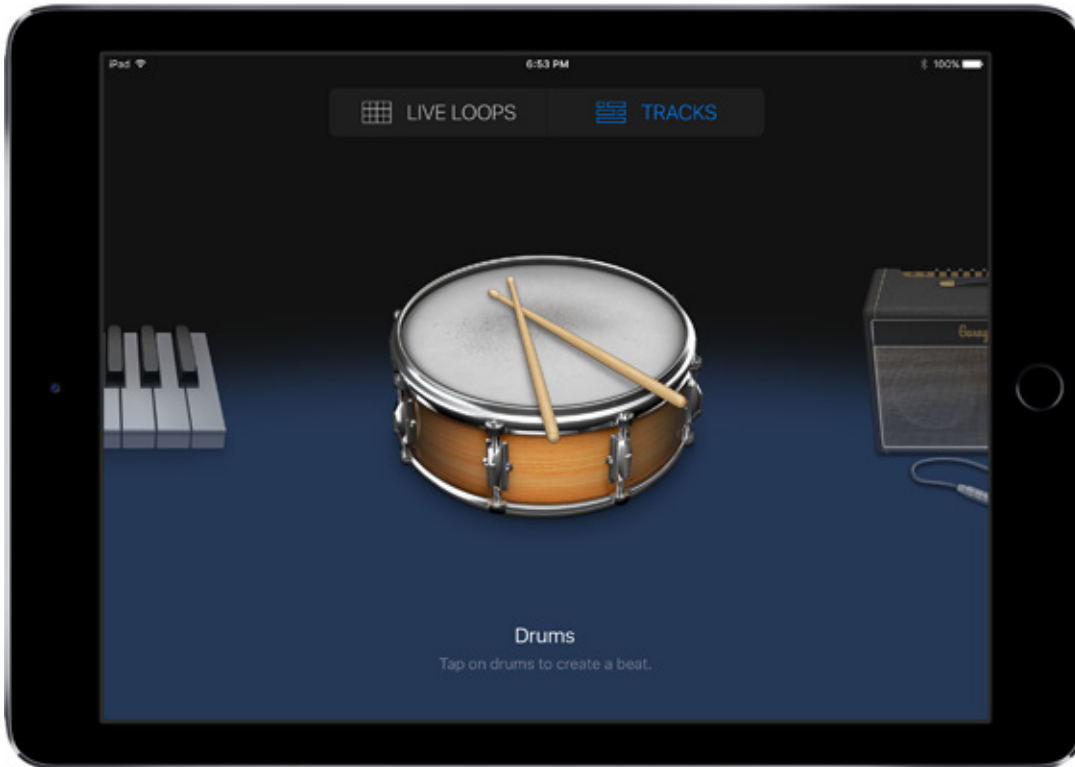 iPad
6:53 PM
100%
LIVE LOOPS
TRACKS
Drums
Tap on drums to create a beat.